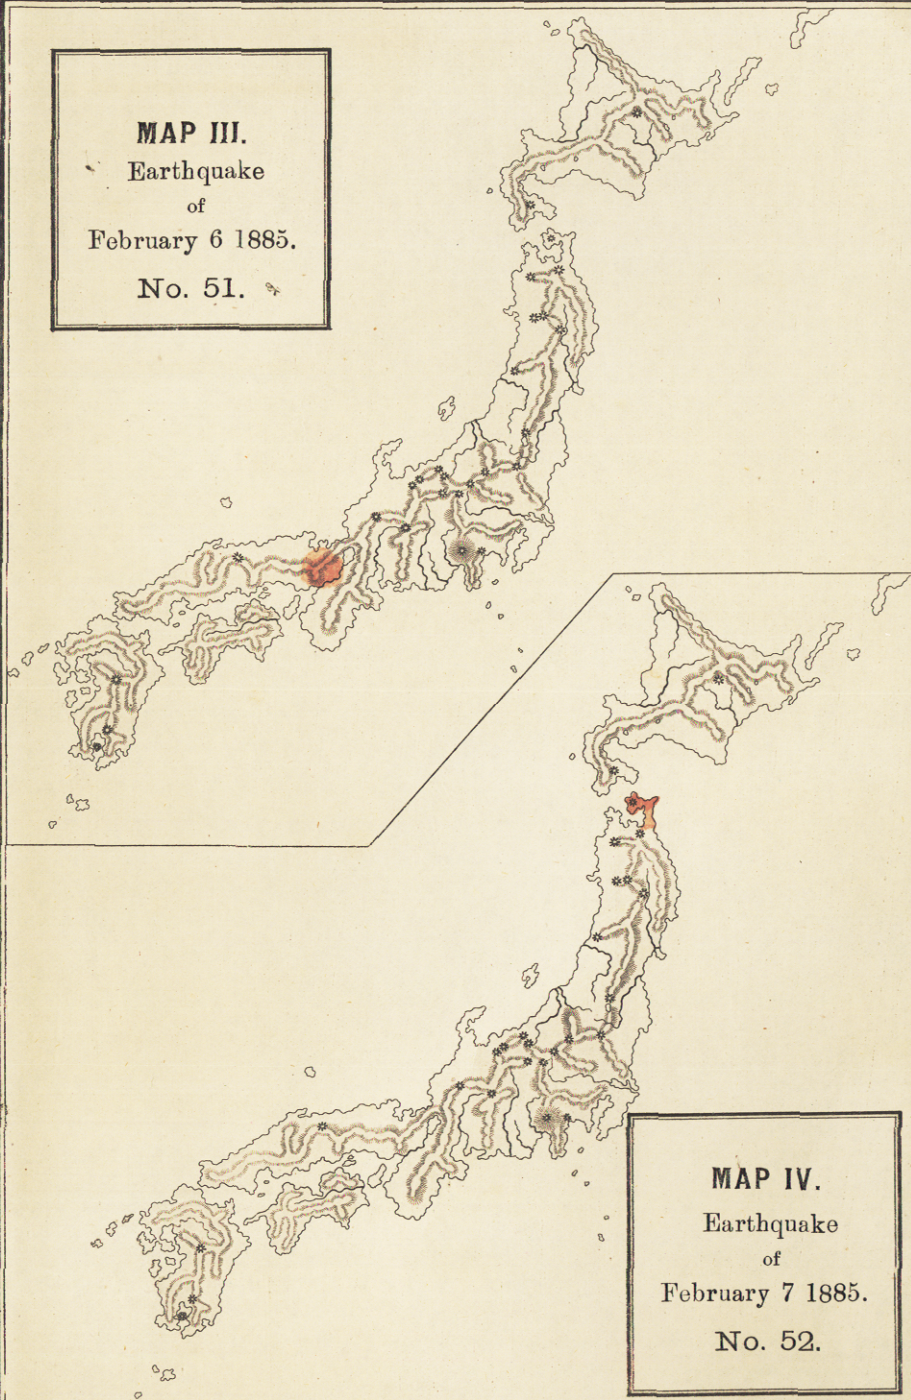 MAP III.
Earthquake
of
February 6 1885.
No. 51.
MAP IV.
Earthquake
of
February 7 1885.
No. 52.